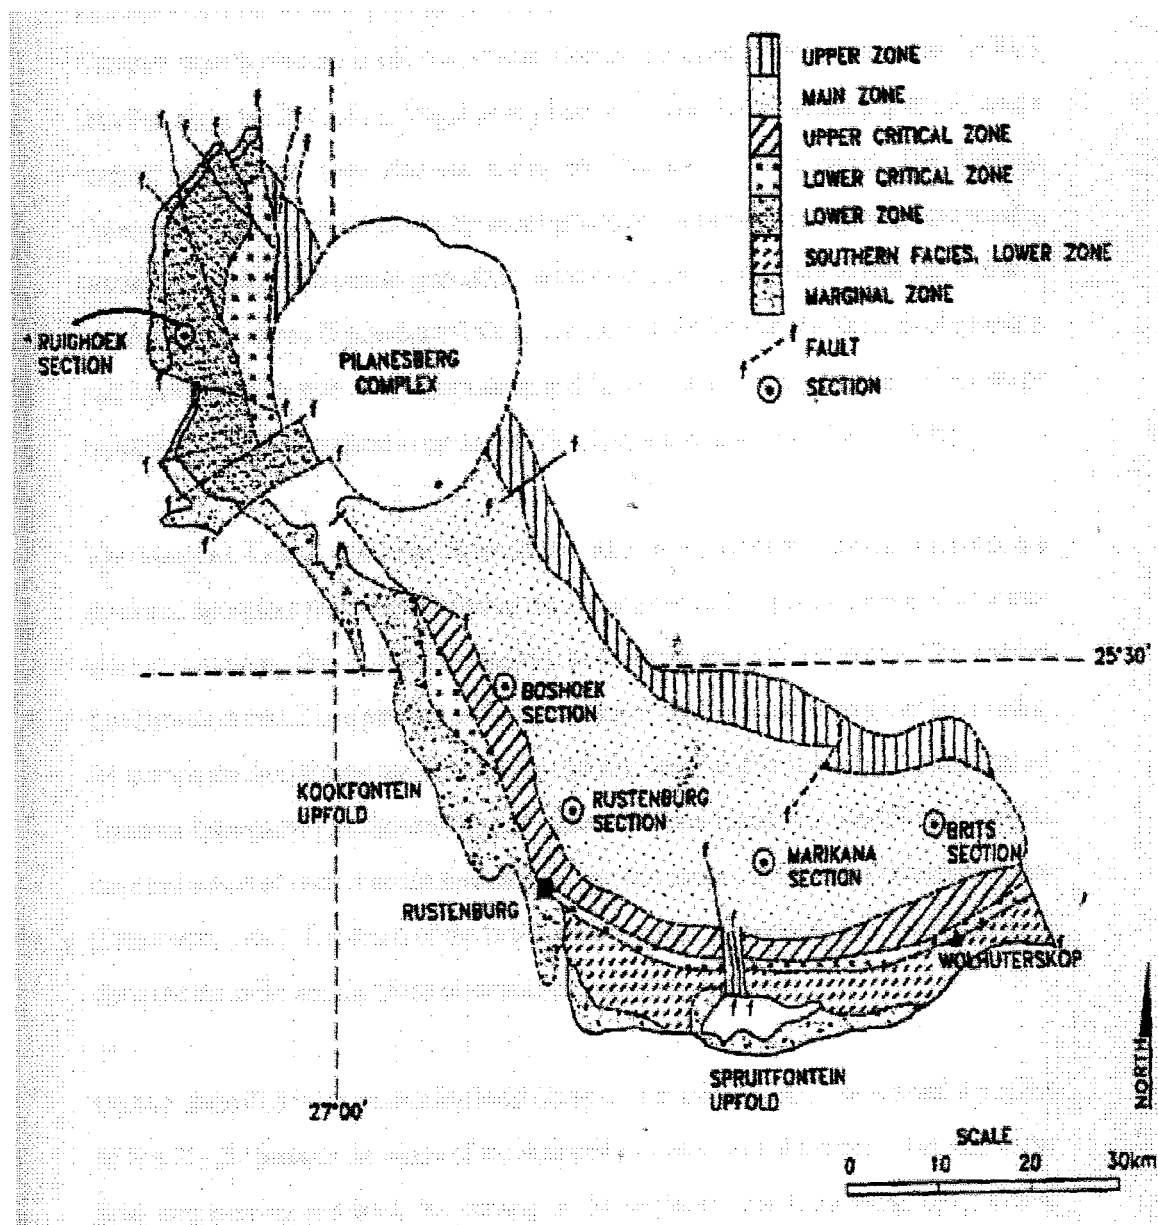 UPPER ZONE
MAIN ZONE
UPPER CRITICAL ZONE
LOWER CRITICAL ZONE
LOWER ZONE
SOUTHERN FACIES, LOWER ZONE
MARGINAL ZONE
f
f
FAULT
SECTION
f
f
f
f
f
f
f
RUIGHOEK
SECTION
f
PILANESBERG
COMPLEX
f
f
f
f
f
f
f
f
25°30'
f
BOSHOEK
SECTION
KOOKFONTEIN
UPFOLD
RUSTENBURG
SECTION
f
BRITS
SECTION
f
MARIKANA
SECTION
RUSTENBURG
f
f
WOLHUTERSKOP
f f
SPRUITFONTEIN
UPFOLD
NORTH
27°00'
SCALE
0 10 20 30km